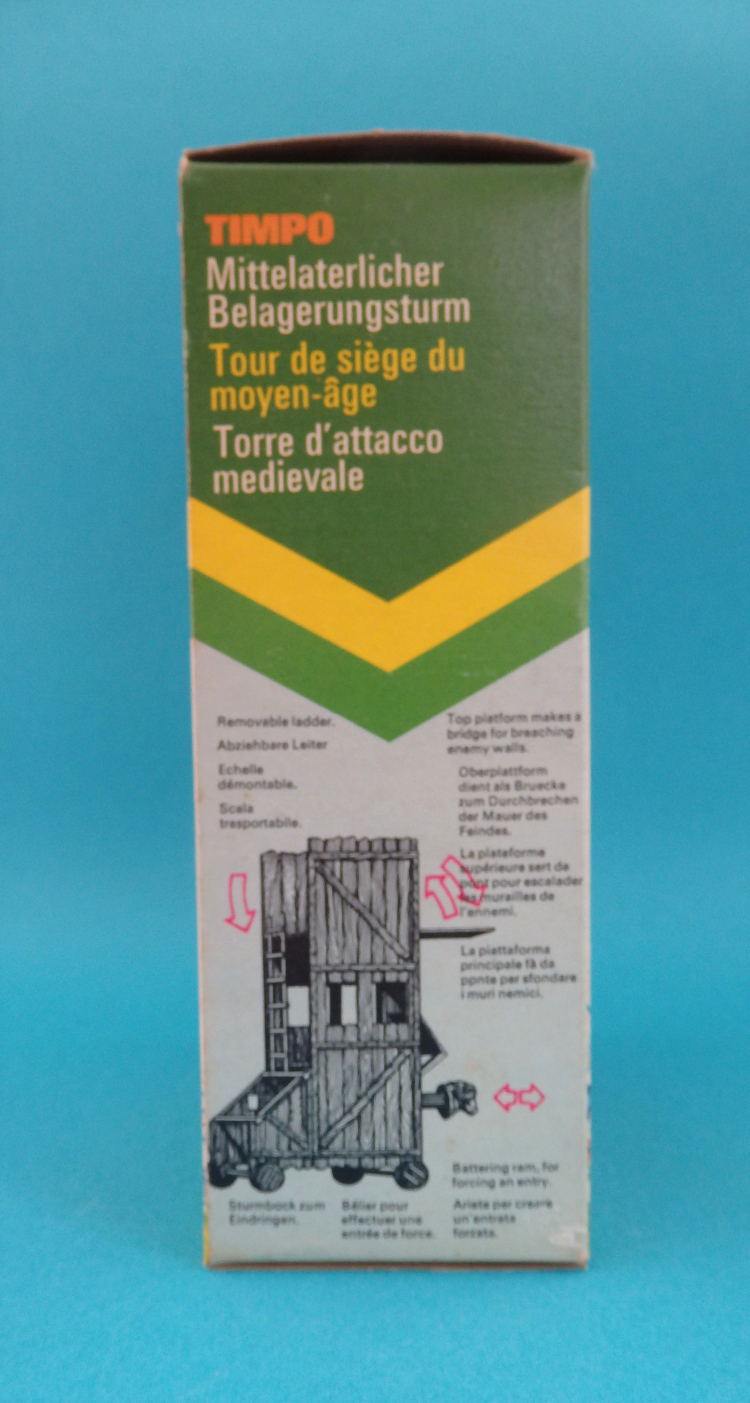 TIMPO
Mittelaterlicher
Belagerungsturm
Tour de siège du
moyen-âge
Torre d'attacco
medievale
Removable ladder.
Abziehbare Leiter
Echelle
démontable.
Scala
trasportabile.
Top platform makes a
bridge for breaching
enemy walls.
Oberplattform
dient als Bruecke
zum Durchbrechen
der Mauer des
Feindes.
La plateforme
supérieure sert de
pont pour escalader
les murailles de
l'ennemi.
La piattaforma
principale fà da
ppnte per sfondare
i muri nemici.
Battering ram, for
forcing an entry.
Sturmbock zum
Eindringen.
Bélier pour
effectuer une
entrée de force.
Ariete per creare
un'entrata
forzata.